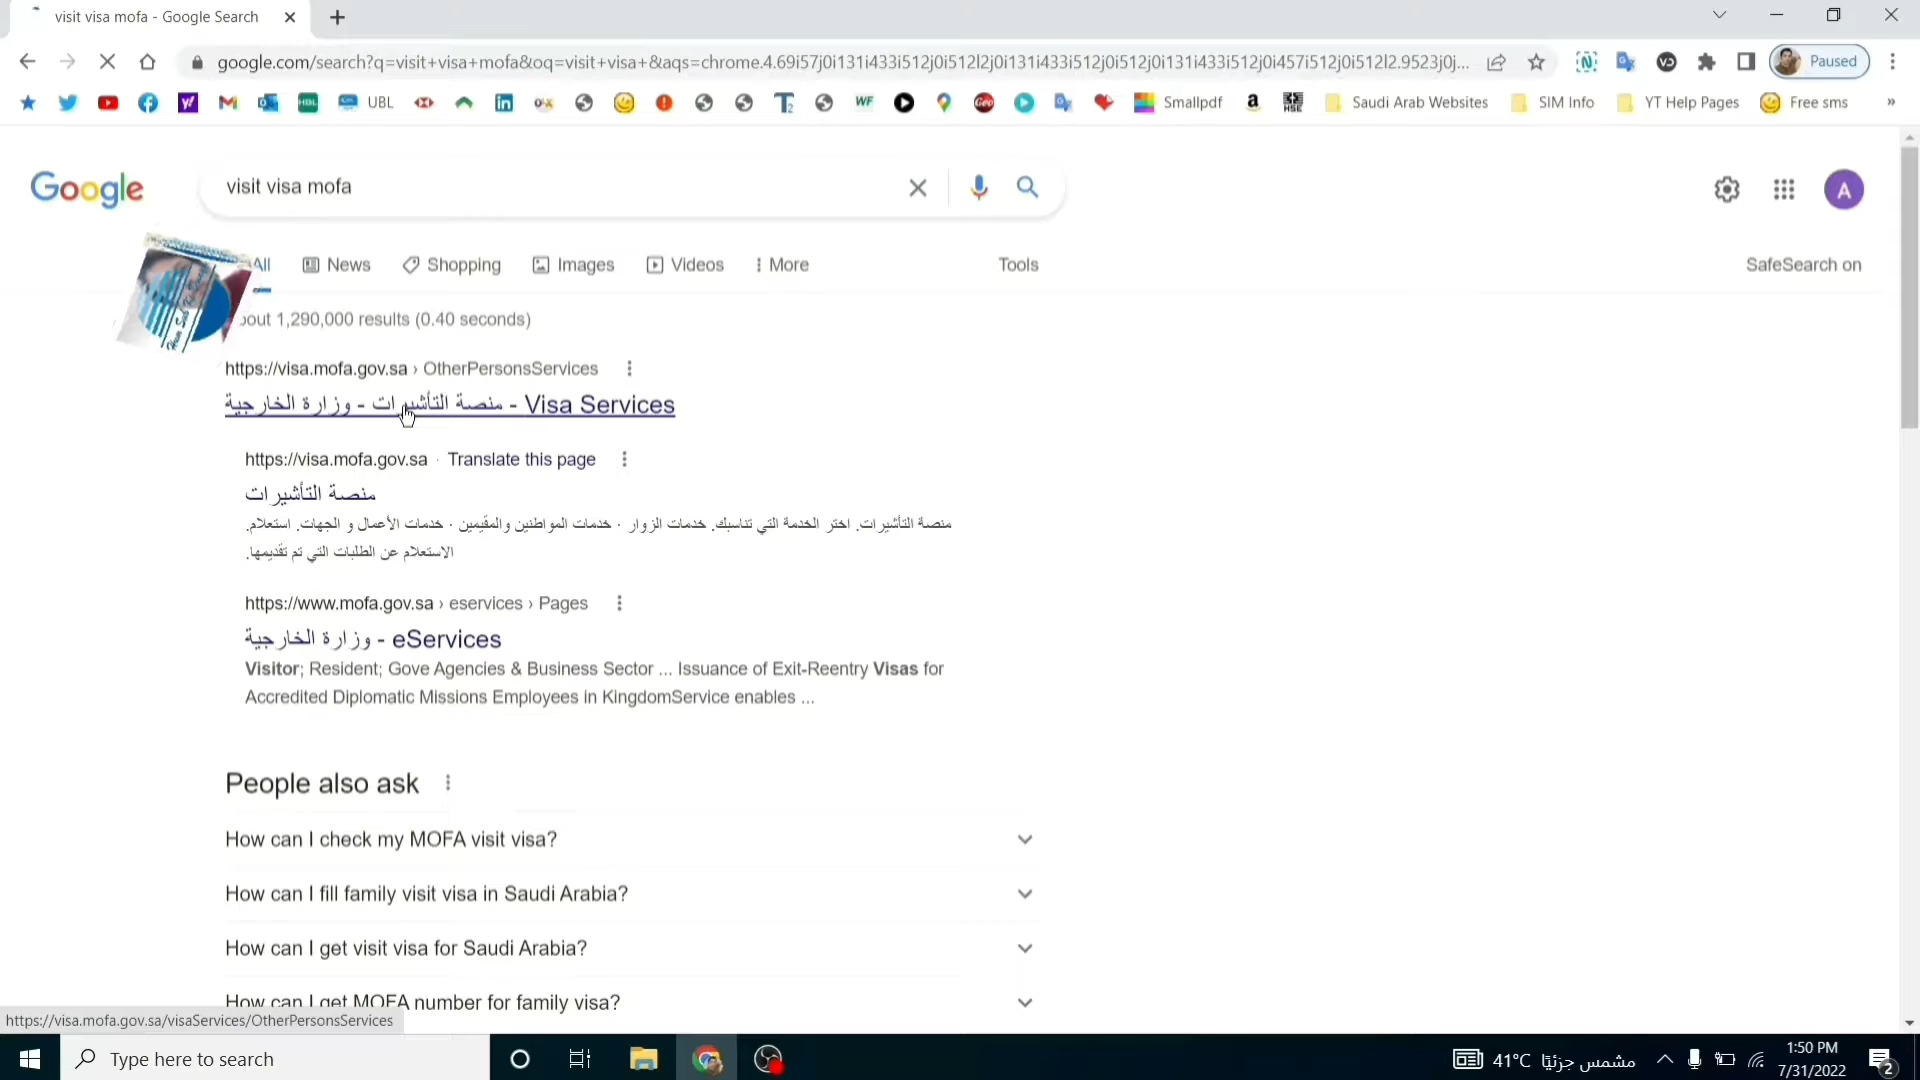 visit visa mofa - Google Search
google.com/search?q=visit+visa+mofa&oq=visit+visa+&aqs=chrome.4.69i57j0i131i433i512j0i512l2j0i131i433i512j0i512j0i131i433i512j0i457i512j0i512l2.9523j0j...
Paused
UBL
Smallpdf
Saudi Arab Websites
SIM Info
YT Help Pages
Free sms
Google
visit visa mofa
A
All
News
Shopping
Images
Videos
More
Tools
SafeSearch on
out 1,290,000 results (0.40 seconds)
https://visa.mofa.gov.sa › OtherPersonsServices
منصة التأشيرات - وزارة الخارجية - Visa Services
https://visa.mofa.gov.sa · Translate this page
منصة التأشيرات
منصة التأشيرات. اختر الخدمة التي تناسبك. خدمات الزوار · خدمات المواطنين والمقيمين · خدمات الأعمال و الجهات. استعلام.
الاستعلام عن الطلبات التي تم تقديمها.
https://www.mofa.gov.sa › eservices › Pages
وزارة الخارجية - eServices
Visitor; Resident; Gove Agencies & Business Sector ... Issuance of Exit-Reentry Visas for
Accredited Diplomatic Missions Employees in KingdomService enables ...
People also ask
How can I check my MOFA visit visa?
How can I fill family visit visa in Saudi Arabia?
How can I get visit visa for Saudi Arabia?
How can I get MOFA number for family visa?
https://visa.mofa.gov.sa/visaServices/OtherPersonsServices
Type here to search
41°C مشمس جزئيًا
1:50 PM
7/31/2022
2